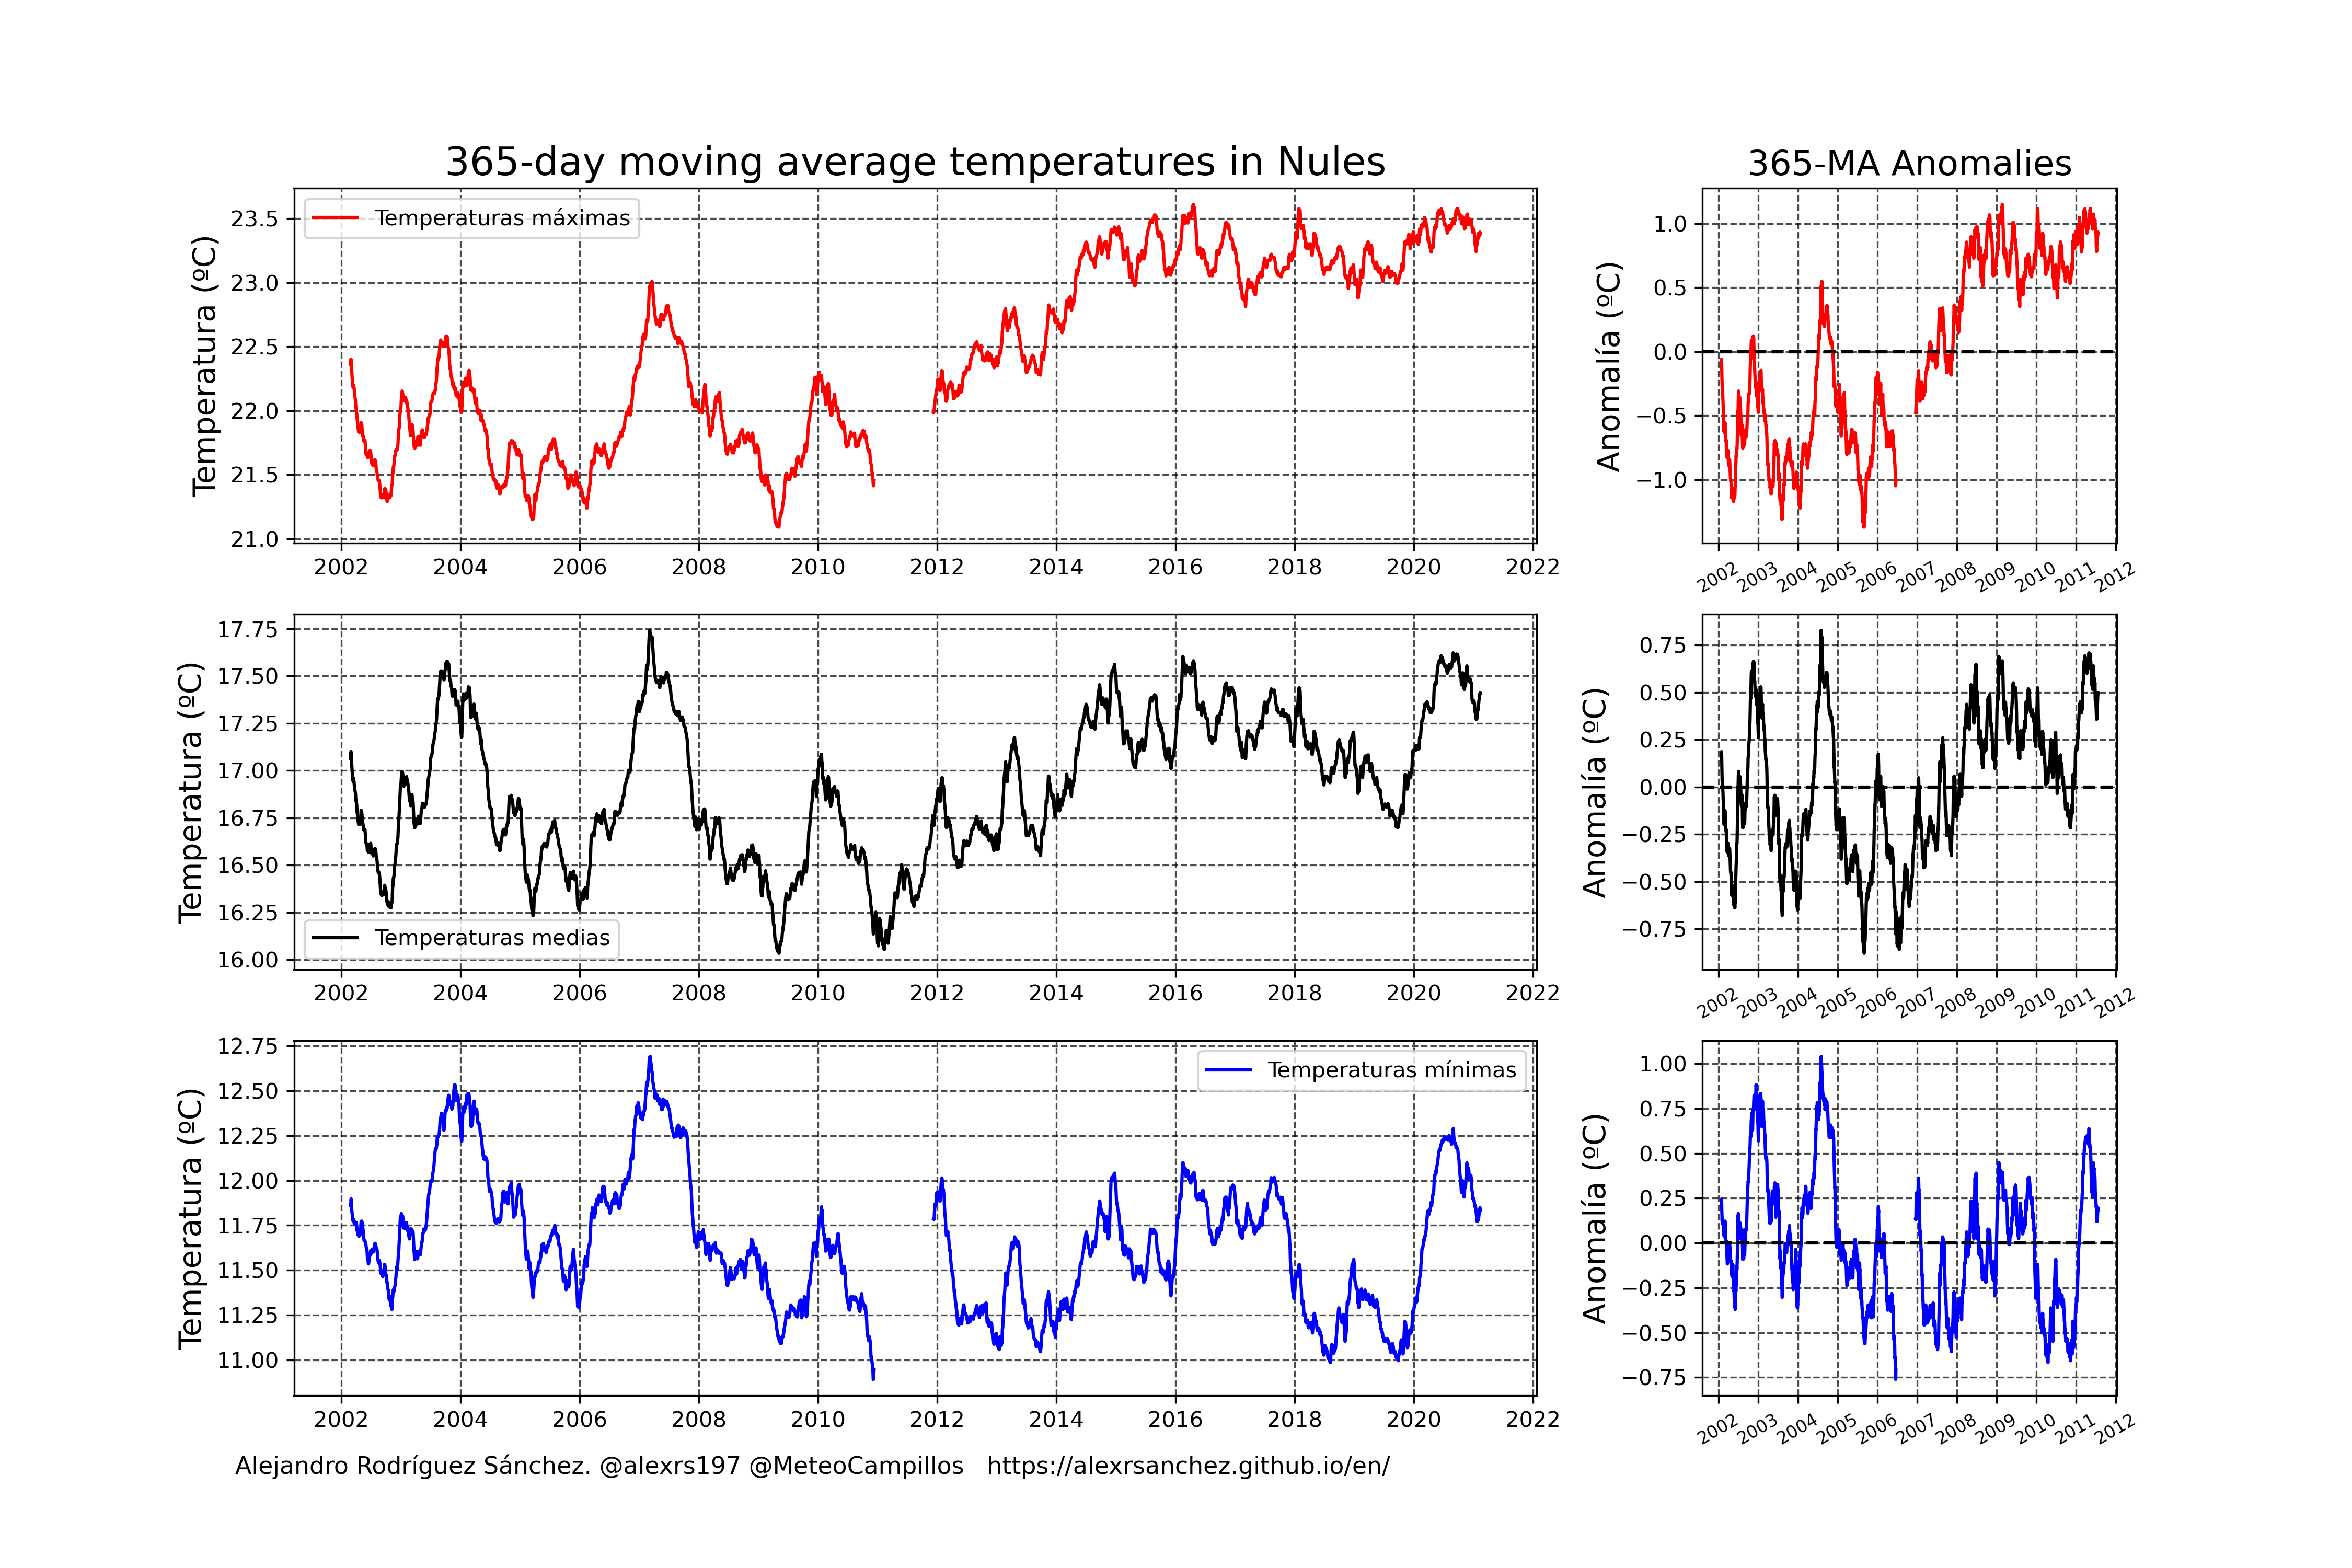 365-day moving average temperatures in Nules
365-MA Anomalies
Temperatura (ºC)
23.5
23.0
22.5
22.0
21.5
21.0
Temperaturas máximas
2002 2004 2006 2008 2010 2012 2014 2016 2018 2020 2022
Anomalía (ºC)
1.0
0.5
0.0
−0.5
−1.0
2002 2003 2004 2005 2006 2007 2008 2009 2010 2011 2012
Temperatura (ºC)
17.75
17.50
17.25
17.00
16.75
16.50
16.25
16.00
Temperaturas medias
2002 2004 2006 2008 2010 2012 2014 2016 2018 2020 2022
Anomalía (ºC)
0.75
0.50
0.25
0.00
−0.25
−0.50
−0.75
2002 2003 2004 2005 2006 2007 2008 2009 2010 2011 2012
Temperatura (ºC)
12.75
12.50
12.25
12.00
11.75
11.50
11.25
11.00
Temperaturas mínimas
2002 2004 2006 2008 2010 2012 2014 2016 2018 2020 2022
Anomalía (ºC)
1.00
0.75
0.50
0.25
0.00
−0.25
−0.50
−0.75
2002 2003 2004 2005 2006 2007 2008 2009 2010 2011 2012
Alejandro Rodríguez Sánchez. @alexrs197 @MeteoCampillos https://alexrsanchez.github.io/en/